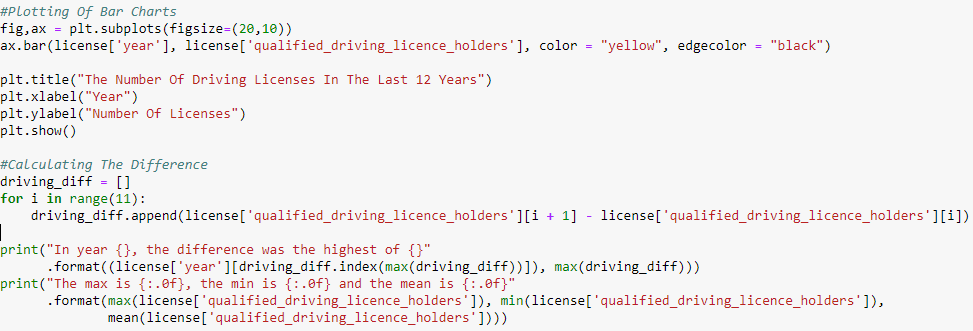 #Plotting Of Bar Charts
fig,ax = plt.subplots(figsize=(20,10))
ax.bar(license['year'], license['qualified_driving_licence_holders'], color = "yellow", edgecolor = "black")
plt.title("The Number Of Driving Licenses In The Last 12 Years")
plt.xlabel("Year")
plt.ylabel("Number Of Licenses")
plt.show()
#Calculating The Difference
driving_diff = []
for i in range(11):
    driving_diff.append(license['qualified_driving_licence_holders'][i + 1] - license['qualified_driving_licence_holders'][i])
print("In year {}, the difference was the highest of {}"
      .format((license['year'][driving_diff.index(max(driving_diff))]), max(driving_diff)))
print("The max is {:.0f}, the min is {:.0f} and the mean is {:.0f}"
      .format(max(license['qualified_driving_licence_holders']), min(license['qualified_driving_licence_holders']),
              mean(license['qualified_driving_licence_holders'])))